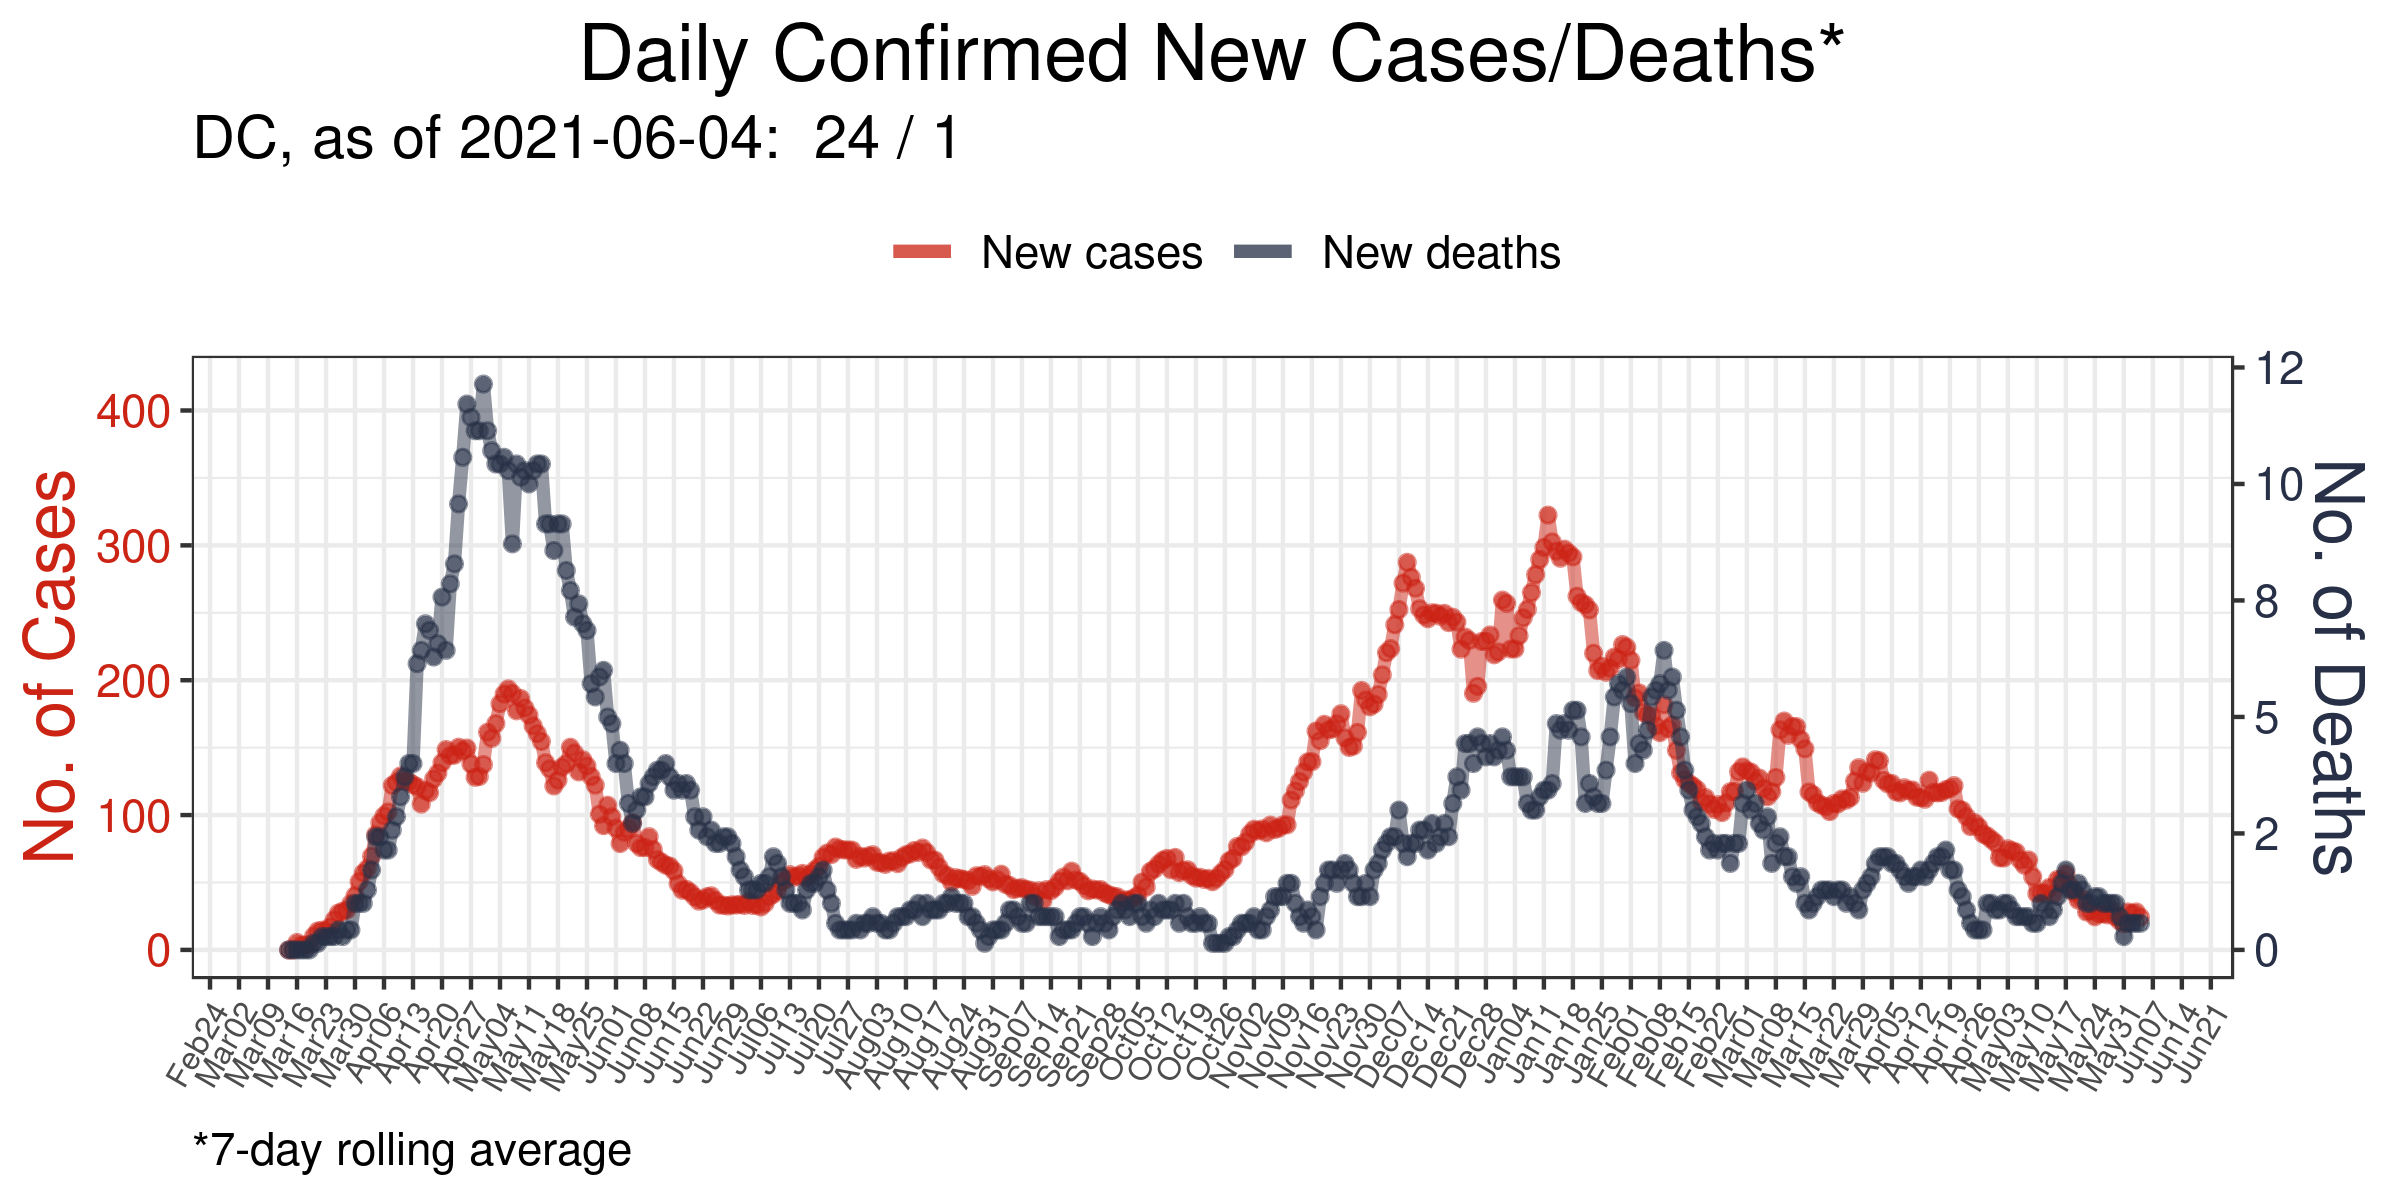 Daily Confirmed New Cases/Deaths*
DC, as of 2021-06-04:  24 / 1
New cases
New deaths
No. of Cases
400
300
200
100
0
12
10
8
5
2
0
No. of Deaths
Feb24
Mar02
Mar09
Mar16
Mar23
Mar30
Apr06
Apr13
Apr20
Apr27
May04
May11
May18
May25
Jun01
Jun08
Jun15
Jun22
Jun29
Jul06
Jul13
Jul20
Jul27
Aug03
Aug10
Aug17
Aug24
Aug31
Sep07
Sep14
Sep21
Sep28
Oct05
Oct12
Oct19
Oct26
Nov02
Nov09
Nov16
Nov23
Nov30
Dec07
Dec14
Dec21
Dec28
Jan04
Jan11
Jan18
Jan25
Feb01
Feb08
Feb15
Feb22
Mar01
Mar08
Mar15
Mar22
Mar29
Apr05
Apr12
Apr19
Apr26
May03
May10
May17
May24
May31
Jun07
Jun14
Jun21
*7-day rolling average